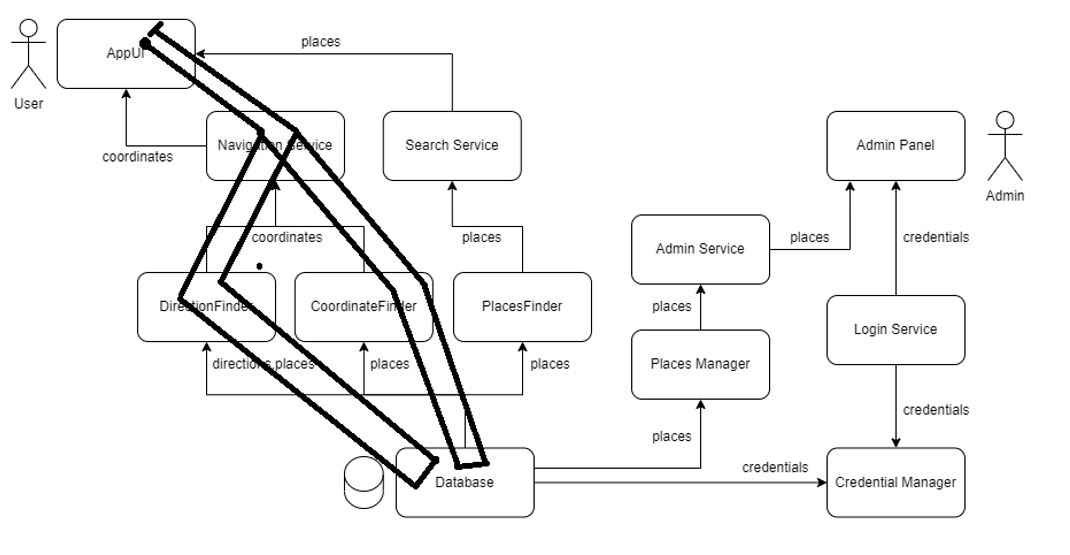 places
AppUI
User
Navigation Service
Search Service
Admin Panel
coordinates
Admin
coordinates
places
places
credentials
Admin Service
DirectionFinder
CoordinateFinder
PlacesFinder
places
Login Service
directions,places
places
places
Places Manager
credentials
places
credentials
Database
Credential Manager